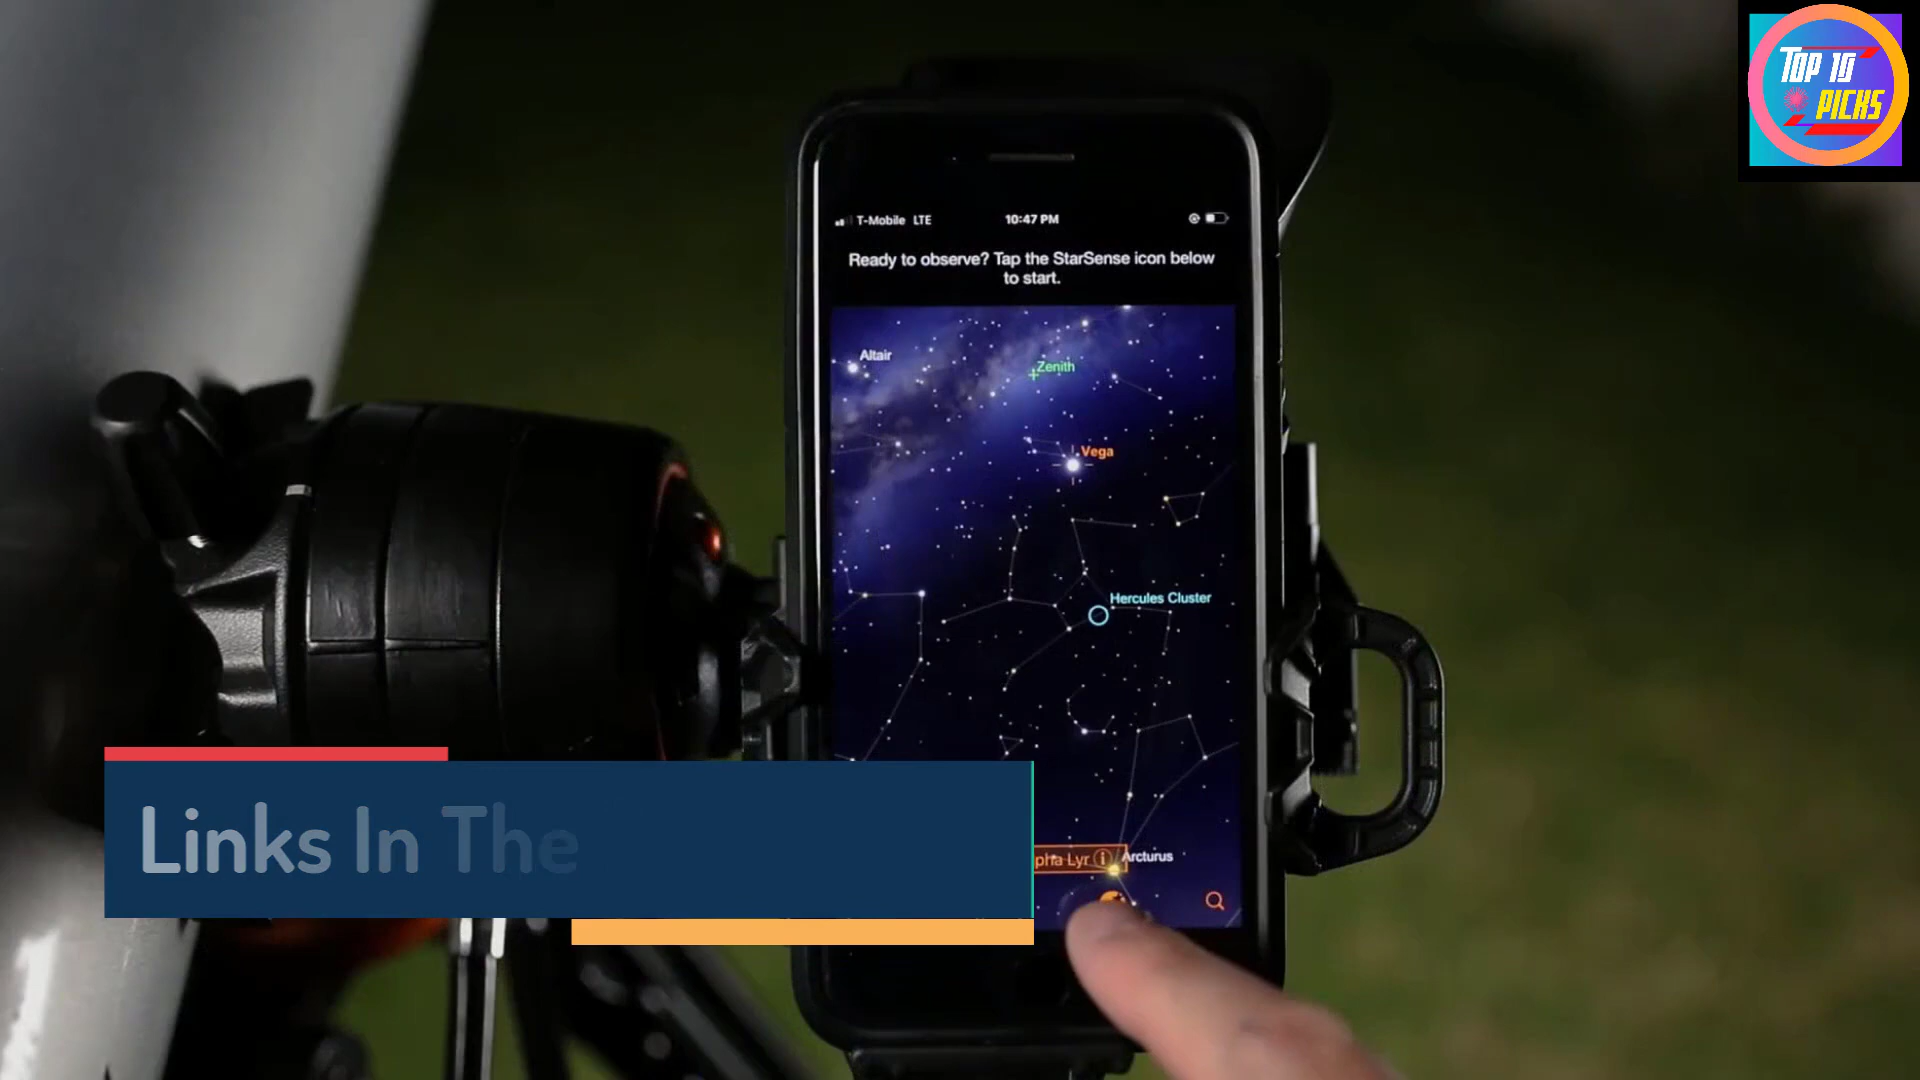 TOP 10
PICKS
T-Mobile LTE
10:47 PM
Ready to observe? Tap the StarSense icon below
to start.
Altair
Zenith
Vega
Hercules Cluster
pha Lyr
Arcturus
Links In The